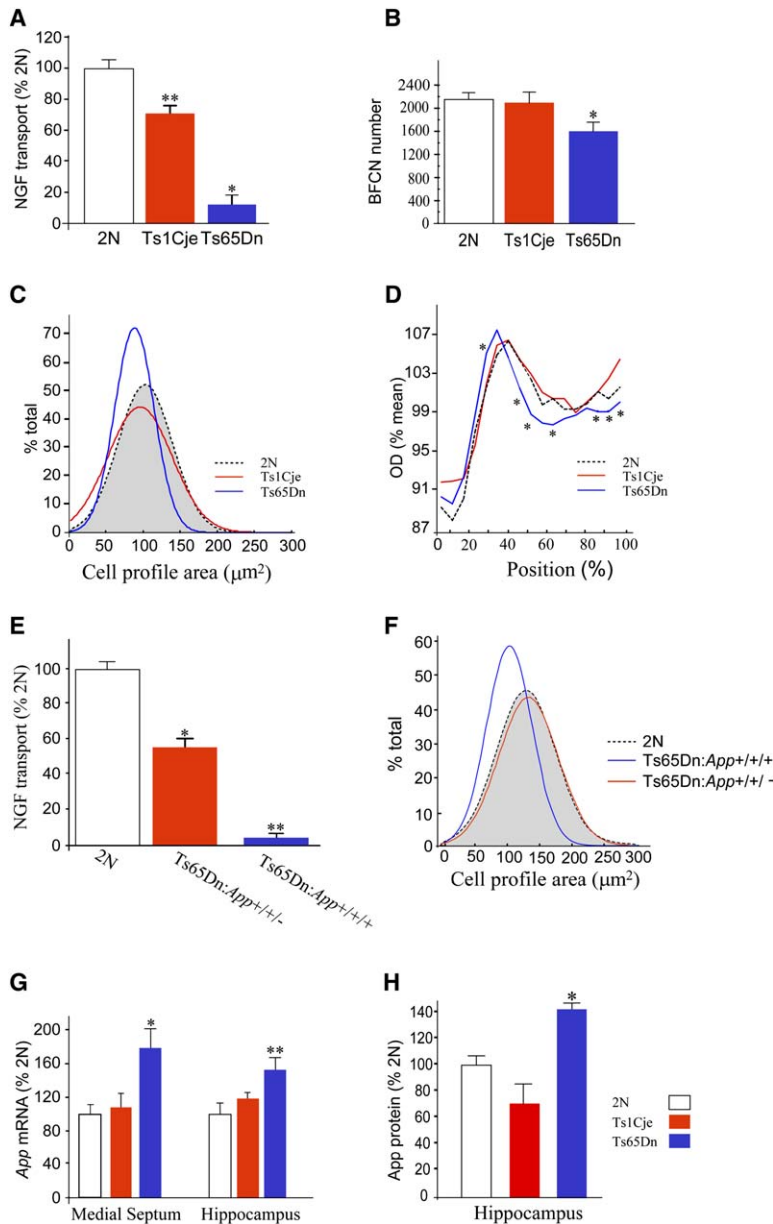 A
NGF transport (% 2N)
120
100
80
60
40
20
0
**
*
2N Ts1Cje Ts65Dn
B
BFCN number
2400
2000
1600
1200
800
400
0
*
2N Ts1Cje Ts65Dn
C
% total
70
60
50
40
30
20
10
0
2N
Ts1Cje
Ts65Dn
0 50 100 150 200 250 300
Cell profile area (μm²)
D
OD (% mean)
107
103
99
95
91
87
*
*
*
*
* * *
2N
Ts1Cje
Ts65Dn
0 20 40 60 80 100
Position (%)
E
NGF transport (% 2N)
100
80
60
40
20
0
*
**
2N
Ts65Dn:App+/+/-
Ts65Dn:App+/+/+
F
% total
60
50
40
30
20
10
0
2N
Ts65Dn:App+/+/+
Ts65Dn:App+/+/ -
0 50 100 150 200 250 300
Cell profile area (μm²)
G
App mRNA (% 2N)
200
160
120
80
40
0
*
**
Medial Septum Hippocampus
H
App protein (% 2N)
140
120
100
80
60
40
20
0
*
Hippocampus
2N
Ts1Cje
Ts65Dn